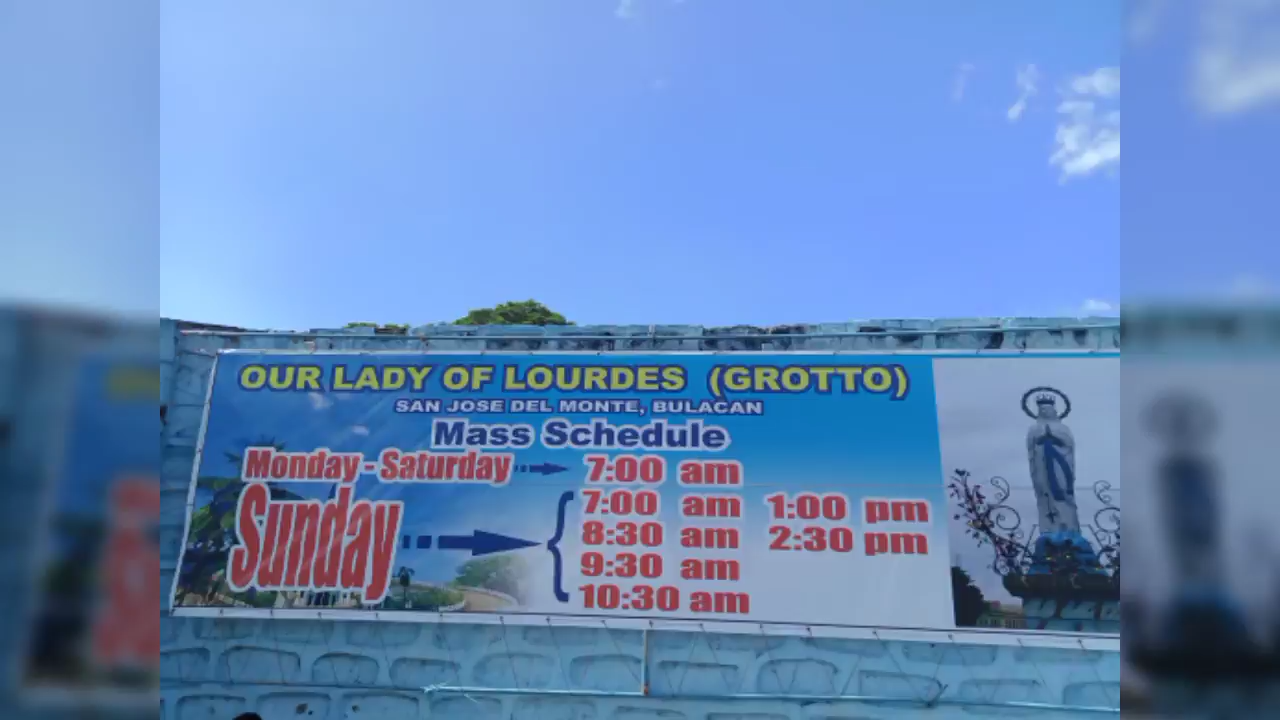 OUR LADY OF LOURDES (GROTTO)
SAN JOSE DEL MONTE, BULACAN
Mass Schedule
Monday - Saturday 7:00 am
Sunday
7:00 am 1:00 pm
8:30 am 2:30 pm
9:30 am
10:30 am